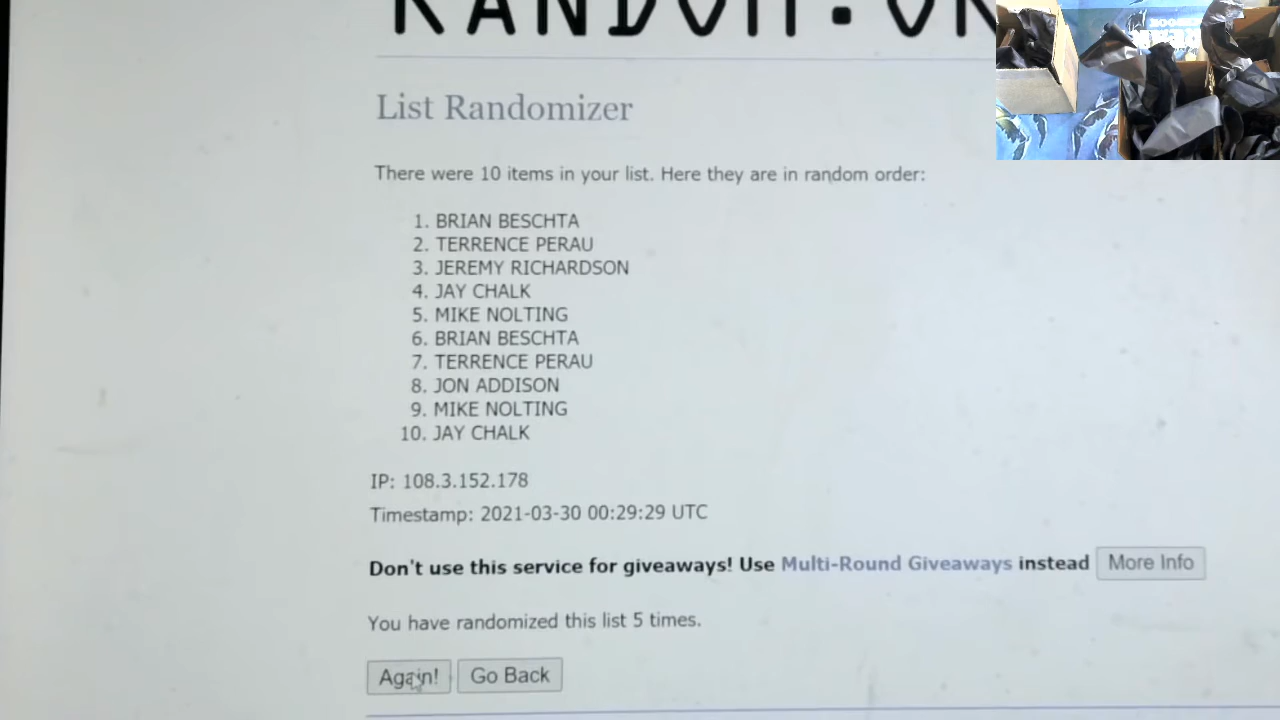 RANDOM.OR
List Randomizer
There were 10 items in your list. Here they are in random order:
1. BRIAN BESCHTA
2. TERRENCE PERAU
3. JEREMY RICHARDSON
4. JAY CHALK
5. MIKE NOLTING
6. BRIAN BESCHTA
7. TERRENCE PERAU
8. JON ADDISON
9. MIKE NOLTING
10. JAY CHALK
IP: 108.3.152.178
Timestamp: 2021-03-30 00:29:29 UTC
Don't use this service for giveaways! Use Multi-Round Giveaways instead More Info
You have randomized this list 5 times.
Again! Go Back